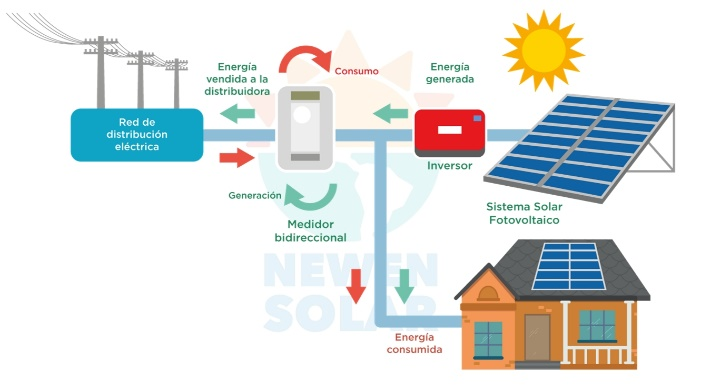 Energía
vendida a la
distribuidora
Consumo
Energía
generada
Red de
distribución
eléctrica
Inversor
Generación
Medidor
bidireccional
Sistema Solar
Fotovoltaico
NEWEN
SOLAR
Energía
consumida